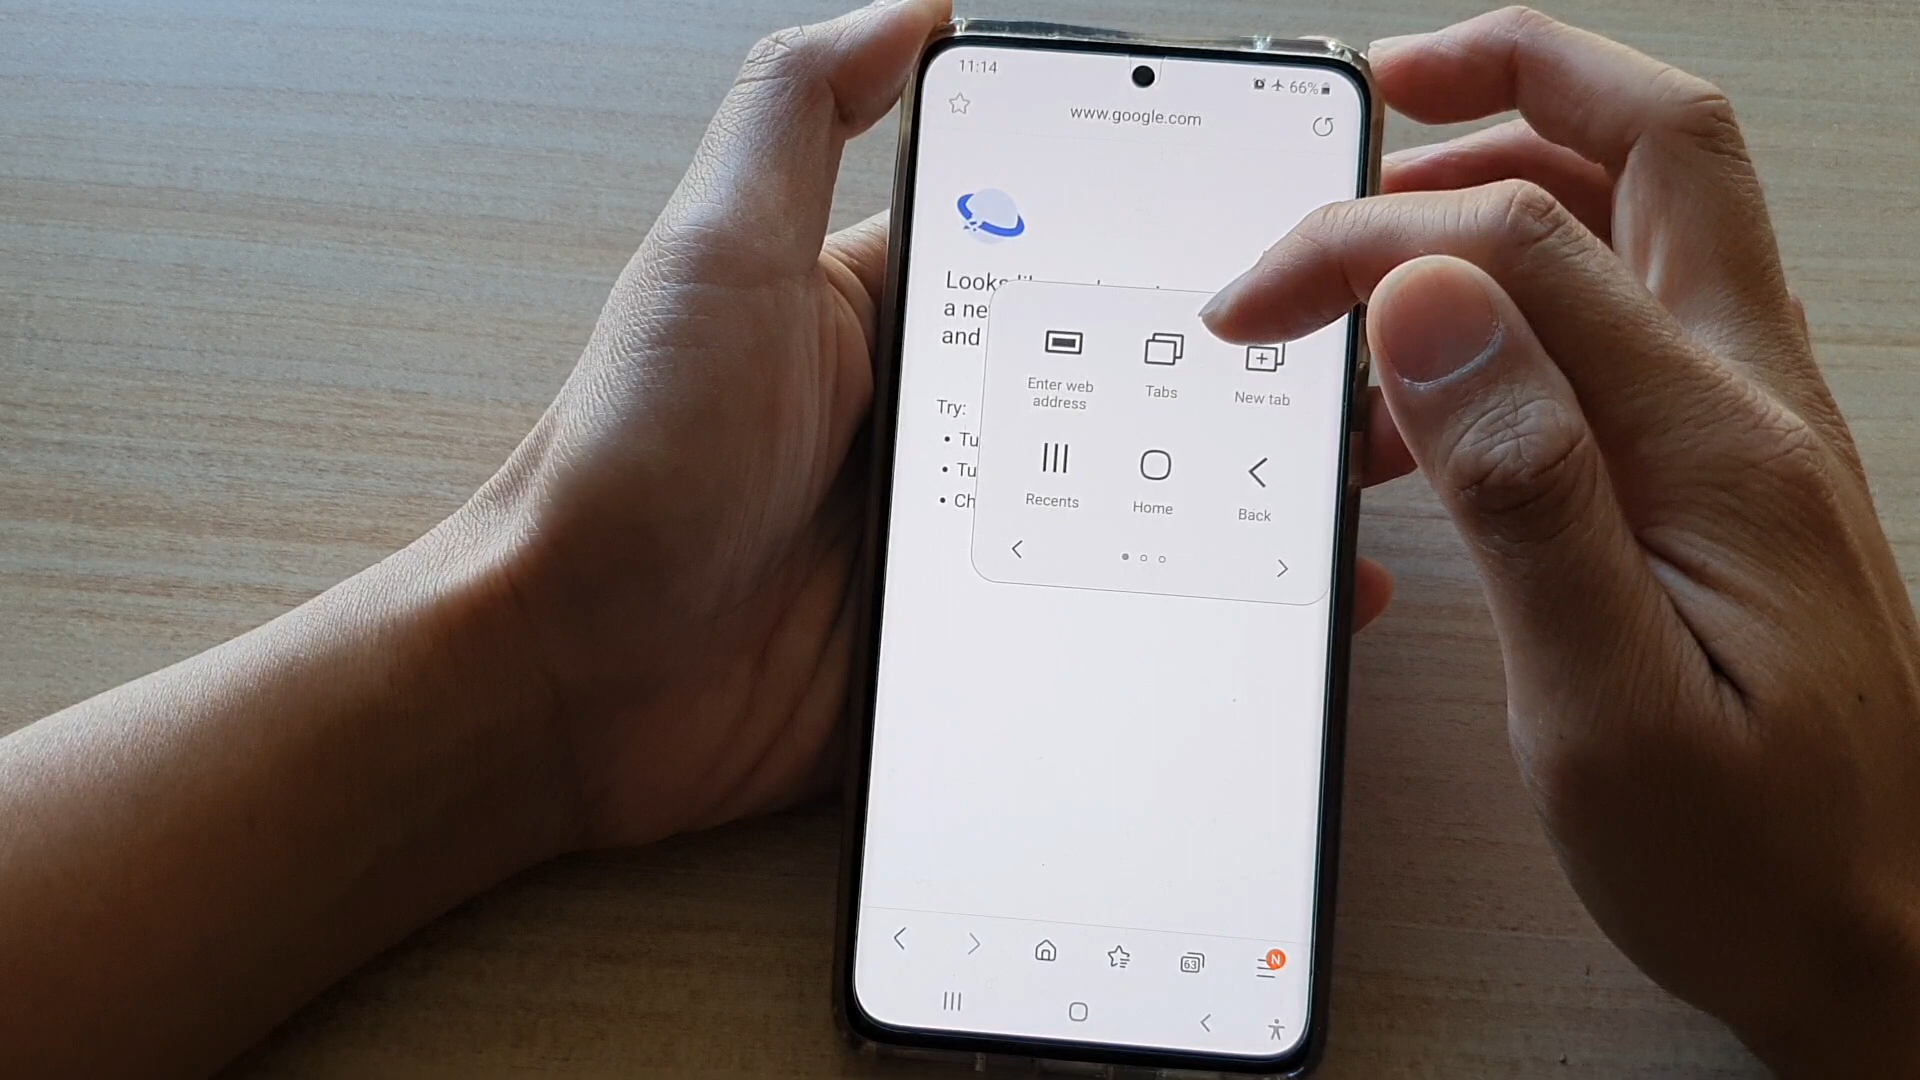 11:14
66%
www.google.com
Looks
a ne
and
Enter web
address
Tabs
New tab
Try:
• Tu
• Tu
• Ch
Recents
Home
Back
63
N